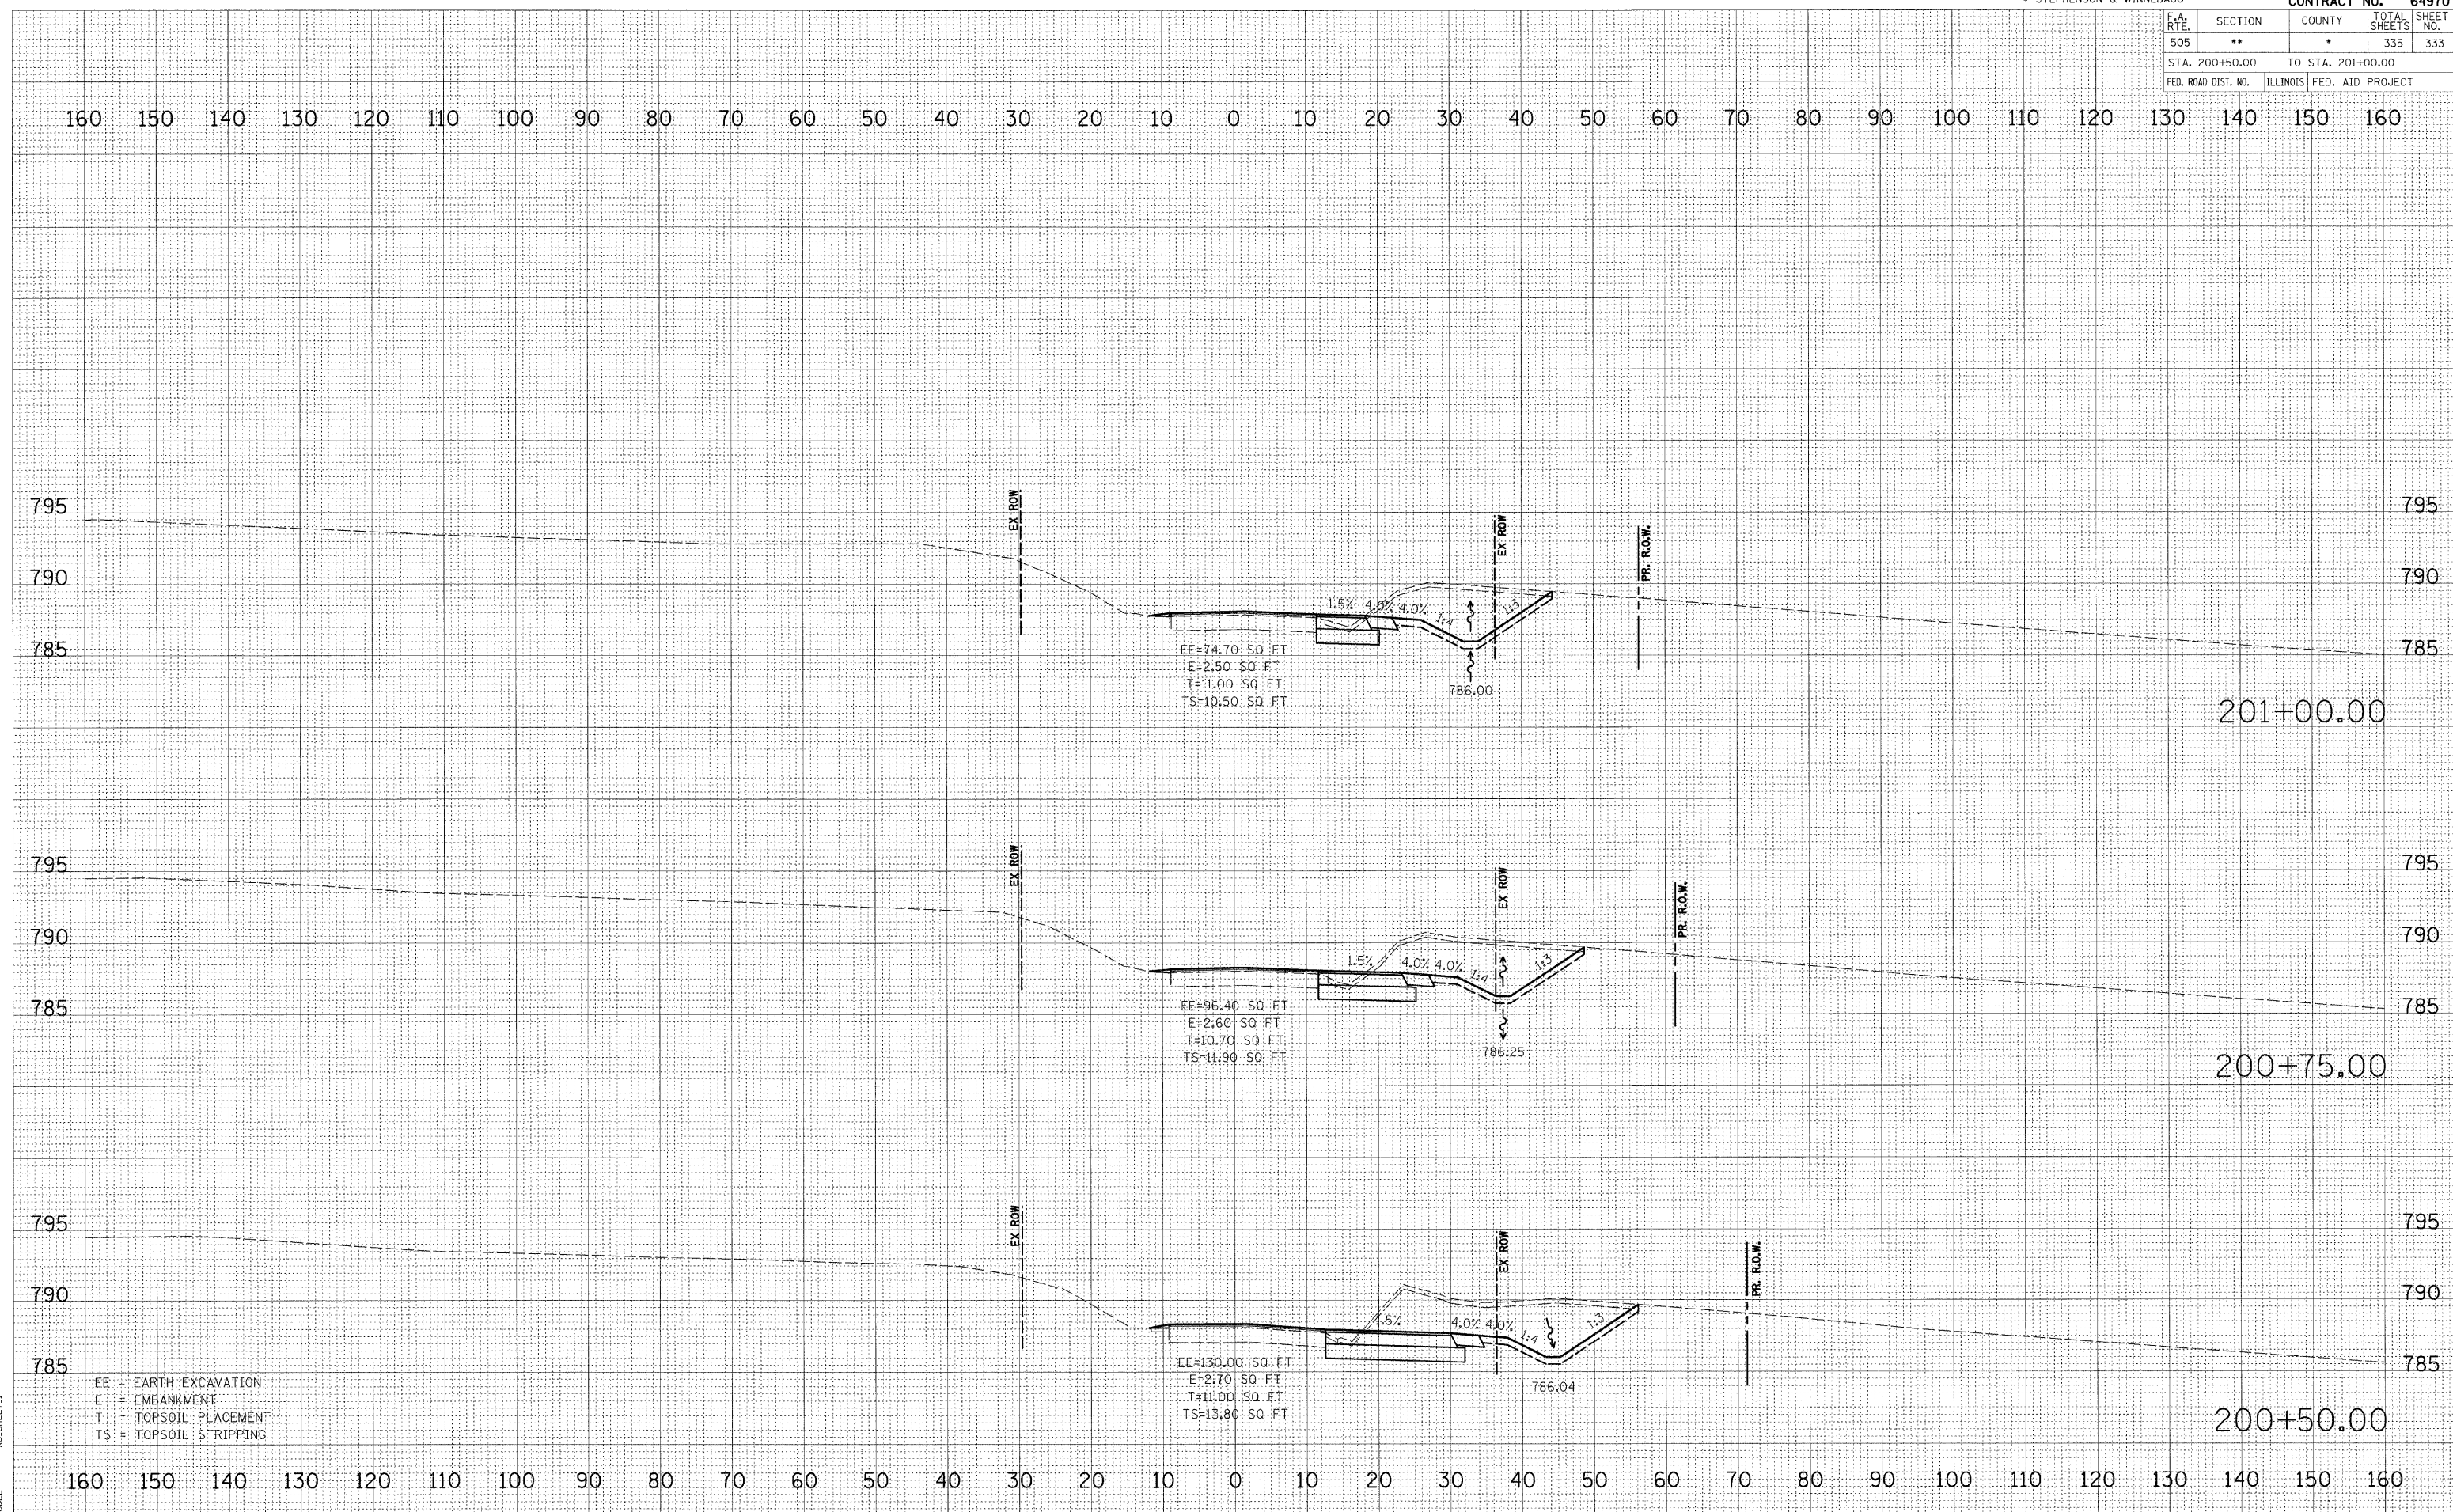 CONTRACT NO. 64970
F.A. RTE. SECTION COUNTY TOTAL SHEETS SHEET NO.
505 ** * 335 333
STA. 200+50.00 TO STA. 201+00.00
FED. ROAD DIST. NO. ILLINOIS FED. AID PROJECT
160 150 140 130 120 110 100 90 80 70 60 50 40 30 20 10 0 10 20 30 40 50 60 70 80 90 100 110 120 130 140 150 160
795 EX ROW EX ROW PR. R.O.W. 795
790 790
1.5% 4.0% 4.0% 1:4 1:3
785 785
EE=74.70 SQ FT
E=2.50 SQ FT
T=11.00 SQ FT
TS=10.50 SQ FT
786.00
201+00.00
795 EX ROW EX ROW PR. R.O.W. 795
790 790
1.5% 4.0% 4.0% 1:4 1:3
785 785
EE=96.40 SQ FT
E=2.60 SQ FT
T=10.70 SQ FT
TS=11.90 SQ FT
786.25
200+75.00
795 EX ROW EX ROW PR. R.O.W. 795
790 790
1.5% 4.0% 4.0% 1:4 1:3
785 785
EE=130.00 SQ FT
E=2.70 SQ FT
T=11.00 SQ FT
TS=13.80 SQ FT
786.04
200+50.00
EE = EARTH EXCAVATION
E = EMBANKMENT
T = TOPSOIL PLACEMENT
TS = TOPSOIL STRIPPING
160 150 140 130 120 110 100 90 80 70 60 50 40 30 20 10 0 10 20 30 40 50 60 70 80 90 100 110 120 130 140 150 160